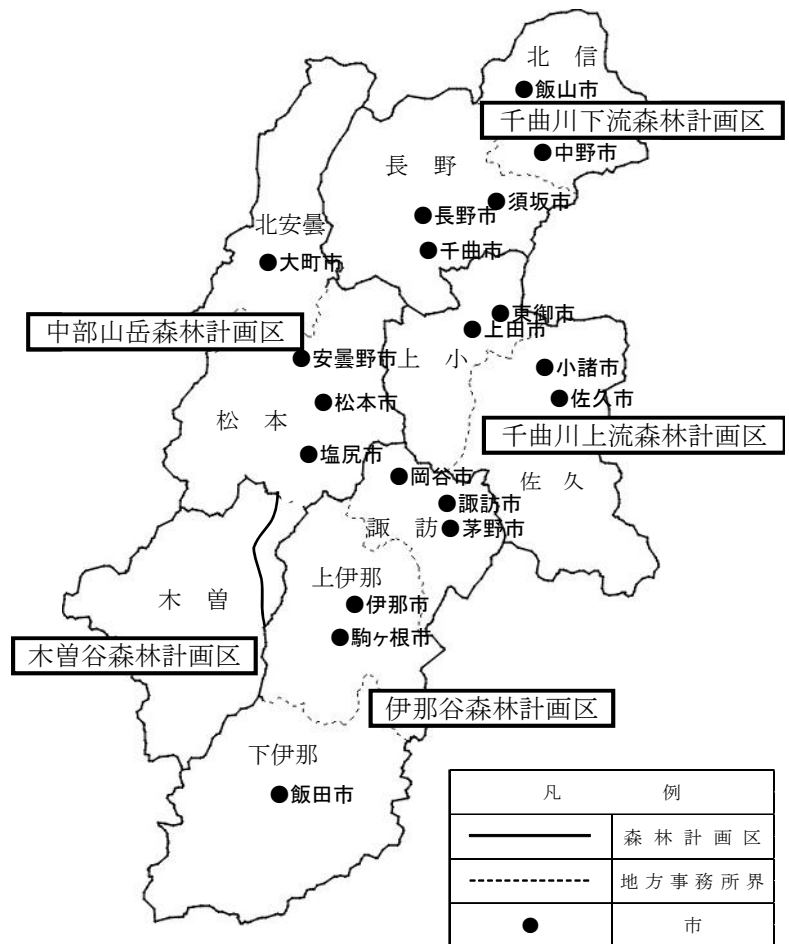 北 信
飯山市
千曲川下流森林計画区
中野市
長 野
須坂市
長野市
北安曇
千曲市
大町市
東御市
中部山岳森林計画区
上田市
安曇野市
上 小
小諸市
佐久市
松本市
松 本
千曲川上流森林計画区
塩尻市
岡谷市
佐 久
諏訪市
諏 訪
茅野市
上伊那
木 曽
伊那市
駒ヶ根市
木曽谷森林計画区
伊那谷森林計画区
下伊那
飯田市
凡 例
森林計画区
地方事務所界
市